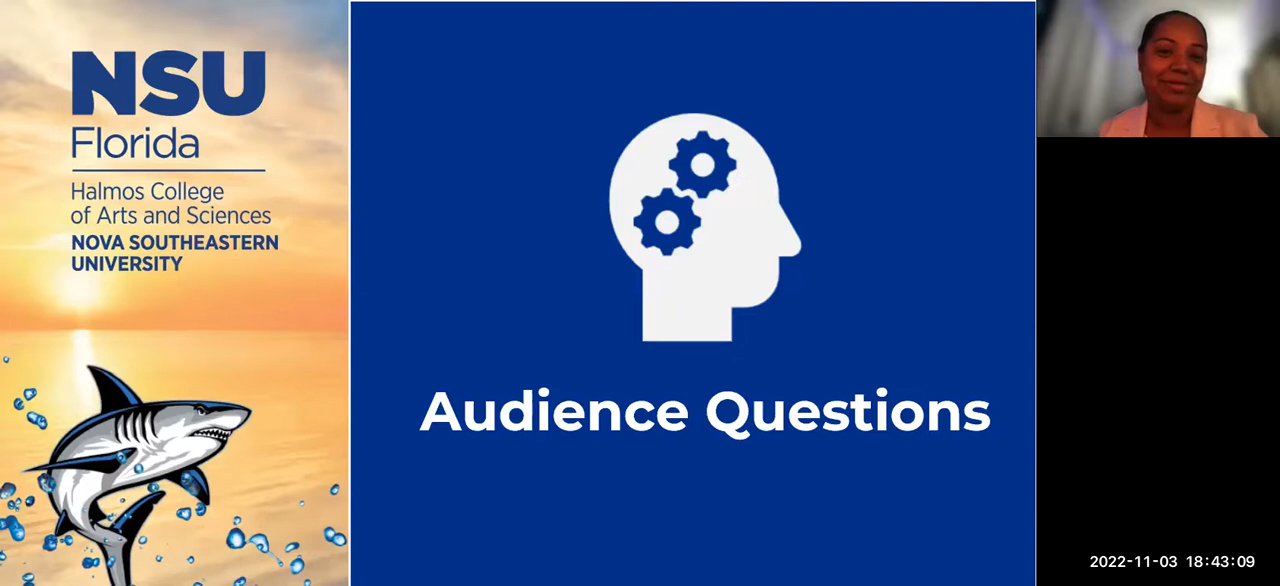 NSU
Florida
Halmos College
of Arts and Sciences
NOVA SOUTHEASTERN
UNIVERSITY
Audience Questions
2022-11-03 18:43:09